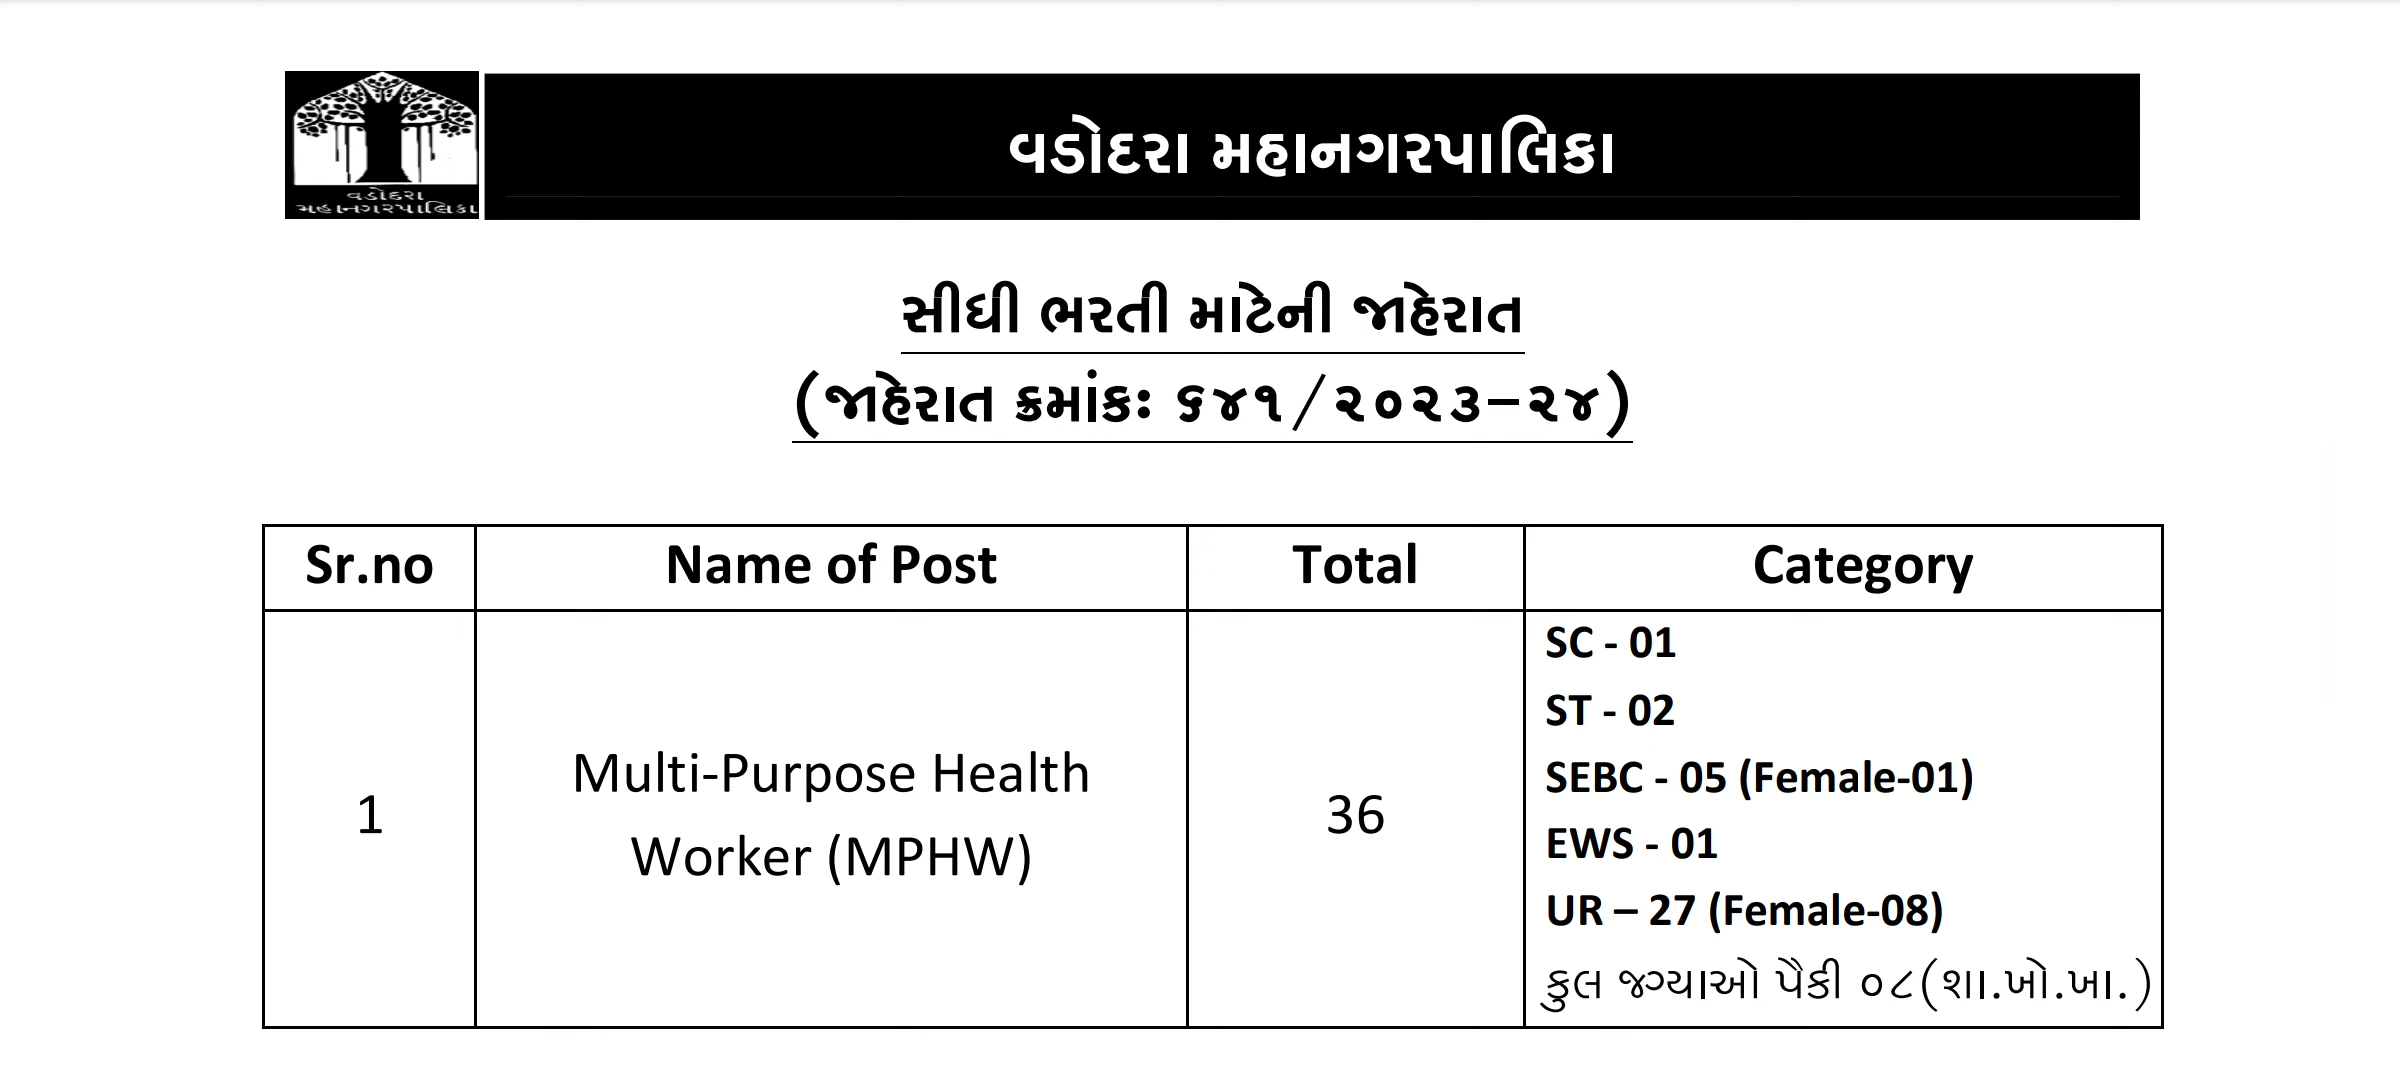 વડોદરા મહાનગરપાલિકા
વડોદરા
મહાનગરપાલિકા
સીધી ભરતી માટેની જાહેરાત
(જાહેરાત ક્રમાંકઃ ૬૪૧/૨૦૨૩-૨૪)
Sr.no Name of Post Total Category
1 Multi-Purpose Health Worker (MPHW) 36
SC - 01
ST - 02
SEBC - 05 (Female-01)
EWS - 01
UR – 27 (Female-08)
કુલ જગ્યાઓ પૈકી ૦૮(શા.ખો.ખા.)